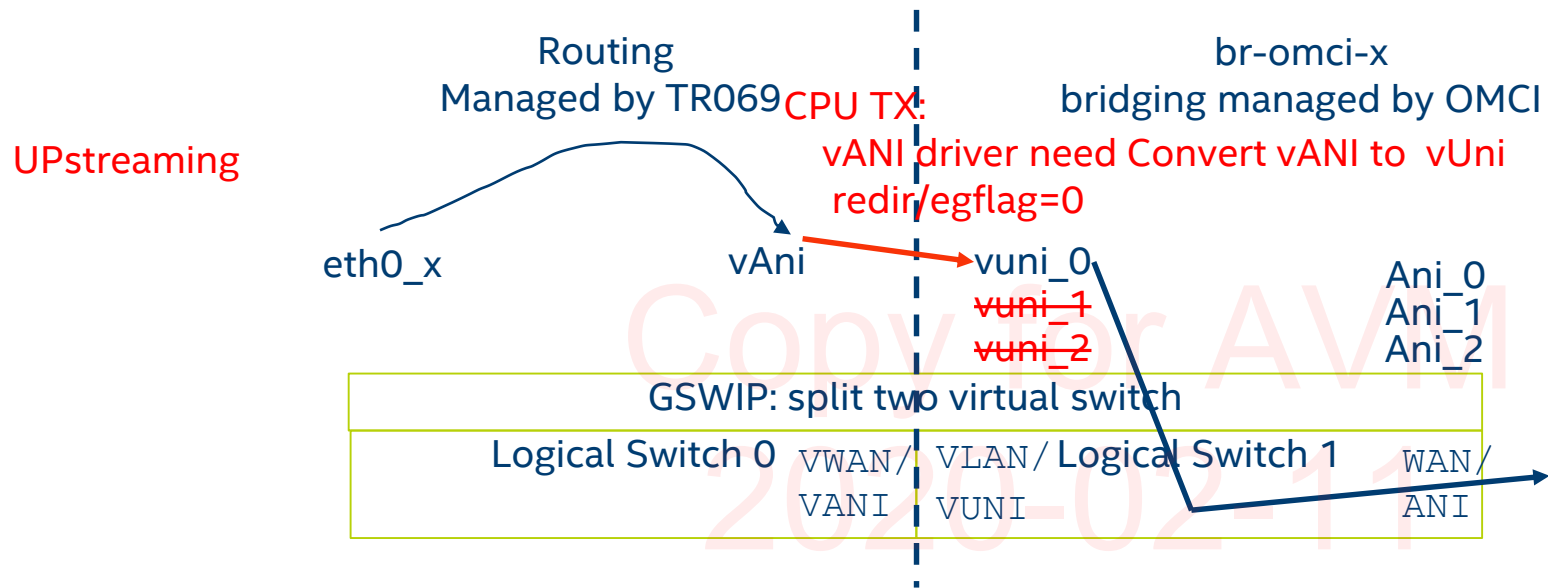 Routing
Managed by TR069
br-omci-x
bridging managed by OMCI
CPU TX:
vANI driver need Convert vANI to vUni
redir/egflag=0
UPstreaming
eth0_x
vAni
vuni_0
vuni_1
vuni_2
Ani_0
Ani_1
Ani_2
Copy for AVM
2020-02-11
GSWIP: split two virtual switch
Logical Switch 0
VWAN/
VANI
VLAN/
VUNI
Logical Switch 1
WAN/
ANI